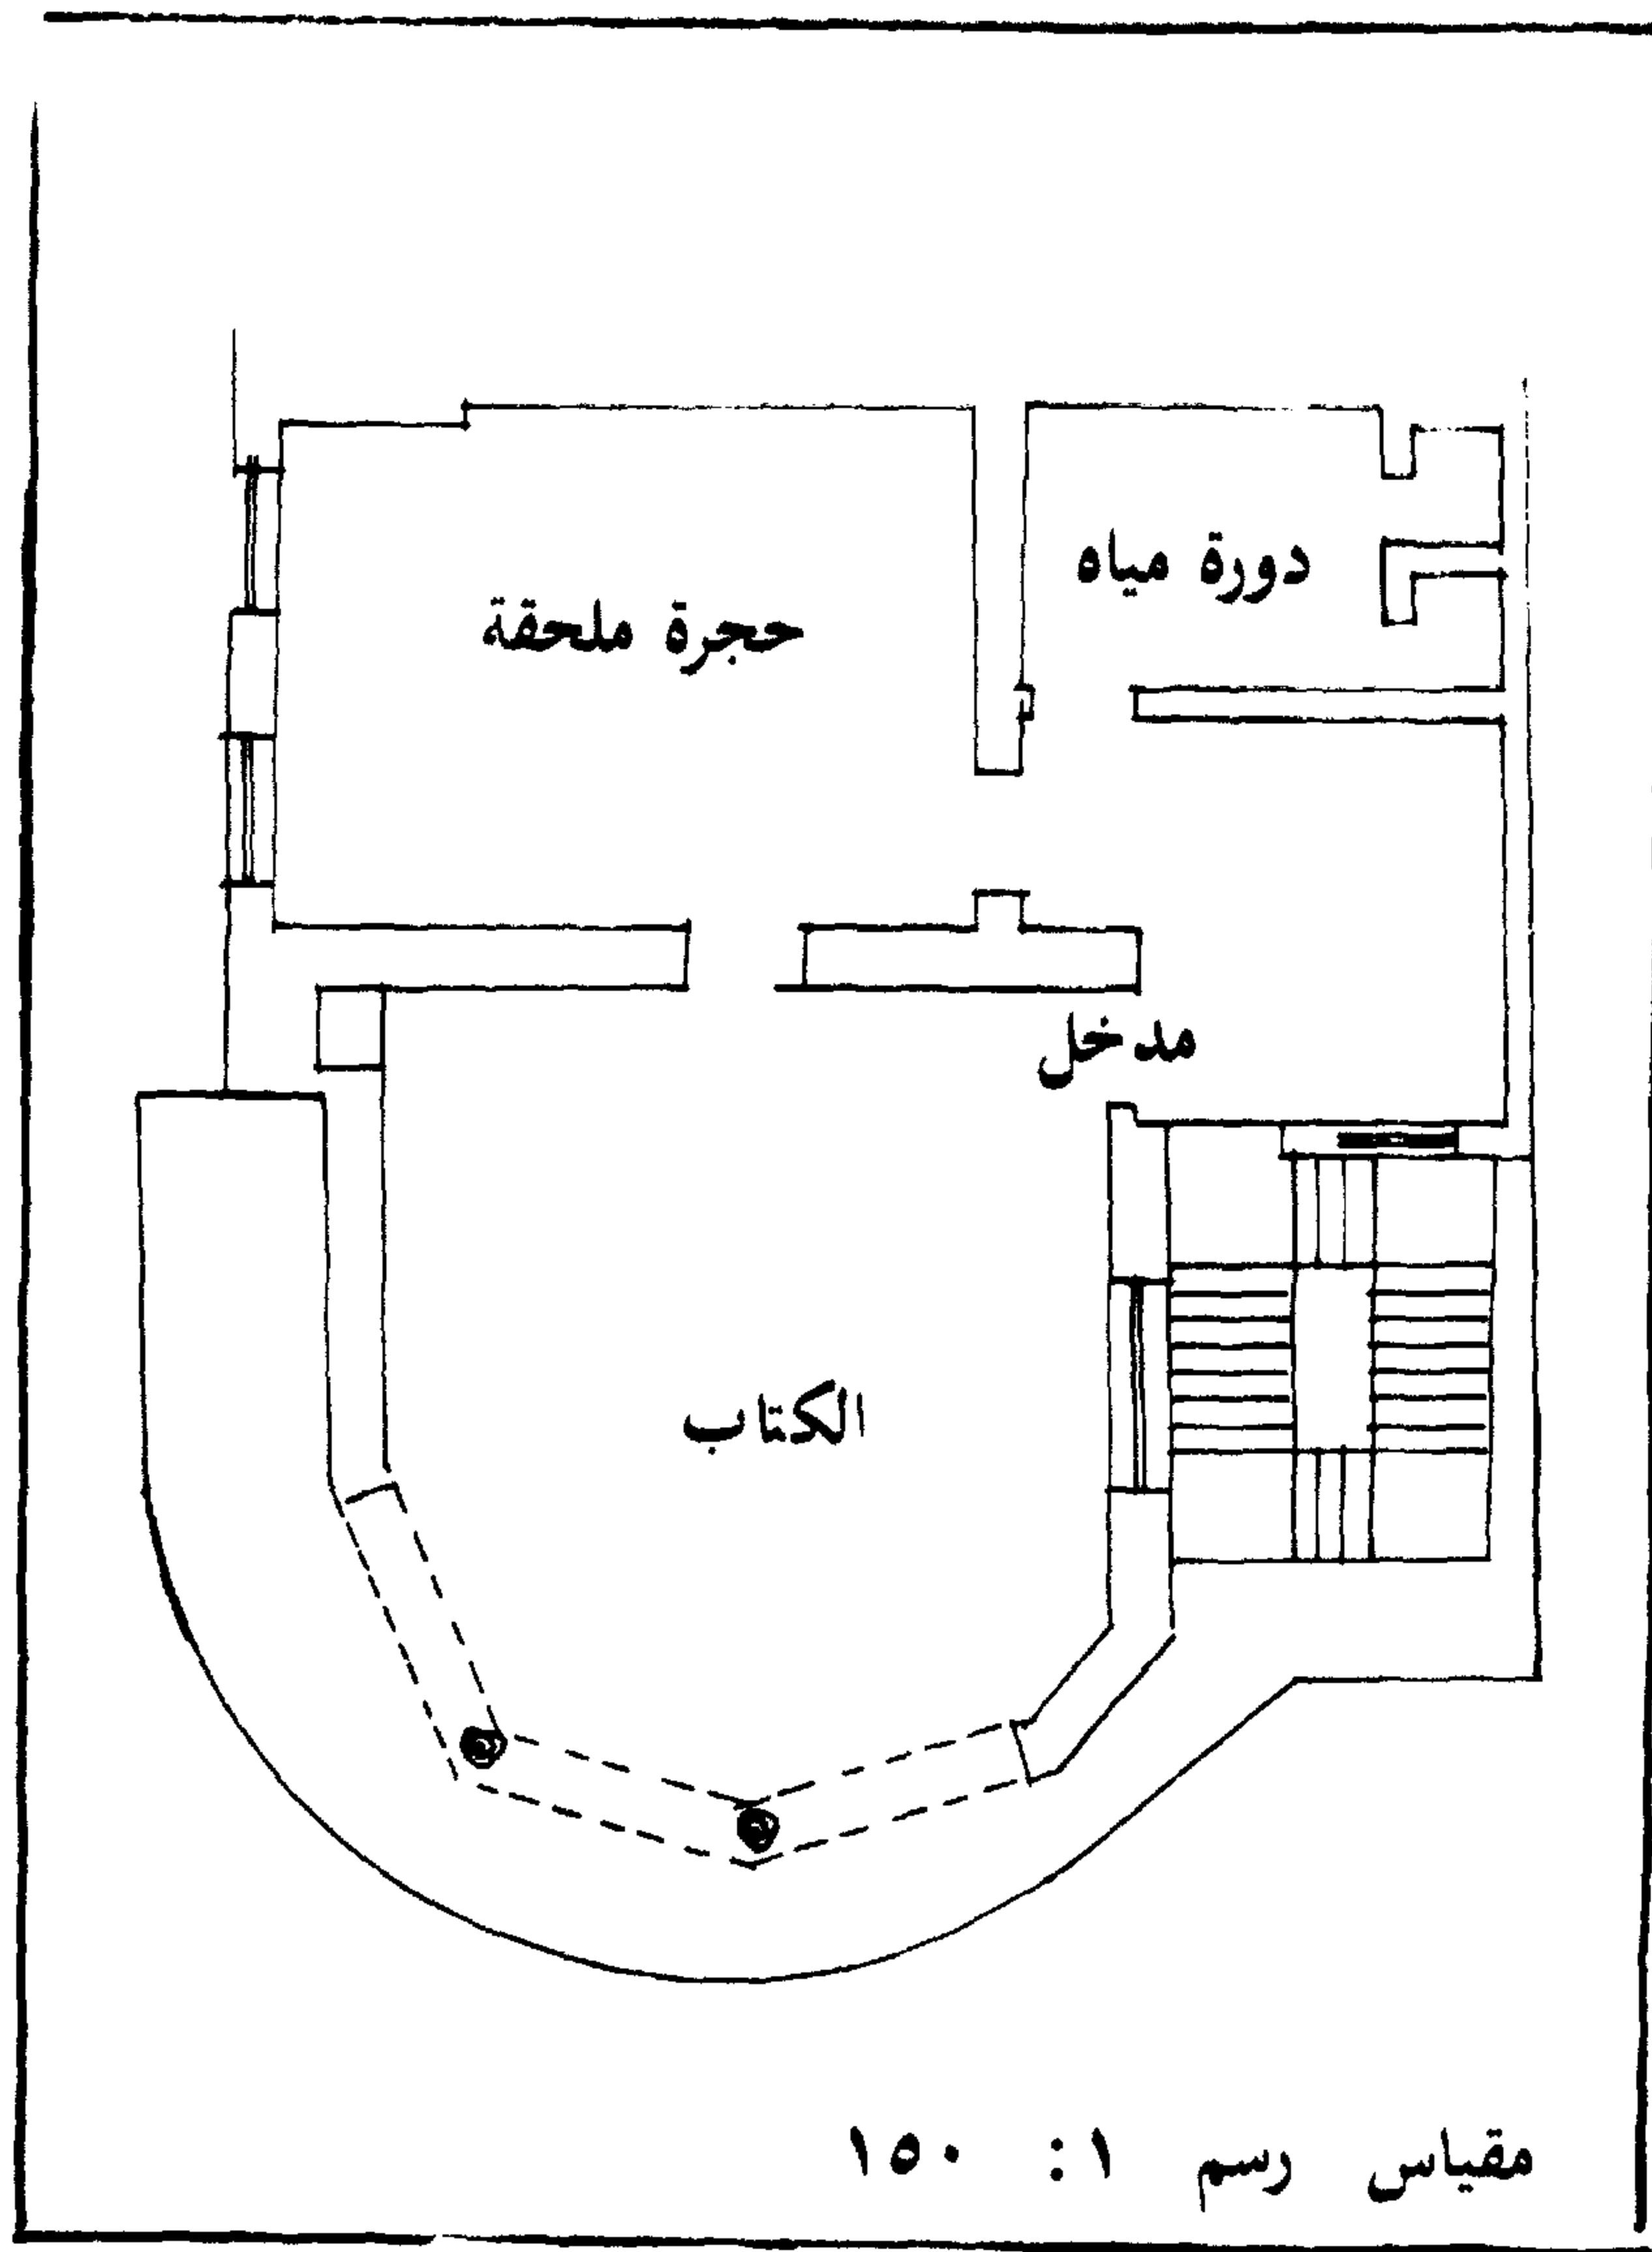 دورة مياه
حجرة ملحقة
مدخل
الكتاب
مقياس رسم ١: ١٥٠